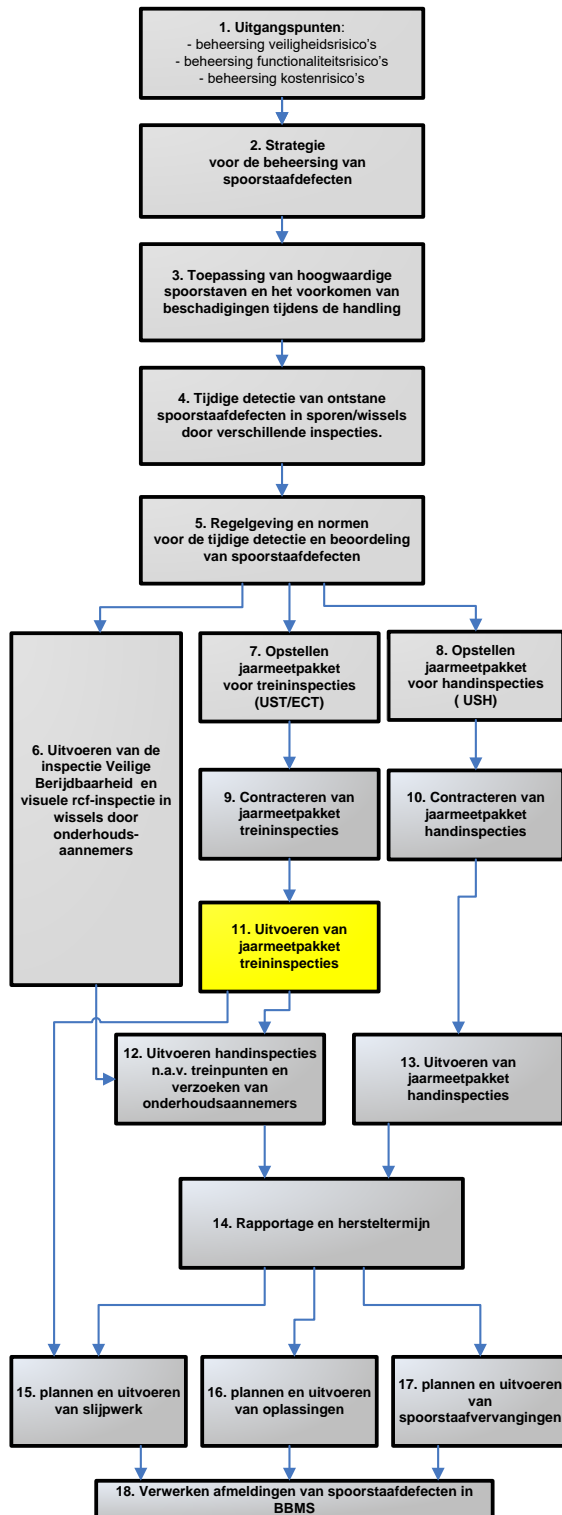 1. Uitgangspunten:
- beheersing veiligheidsrisico's
- beheersing functionaliteitsrisico's
- beheersing kostenrisico's
2. Strategie
voor de beheersing van
spoorstaafdefecten
3. Toepassing van hoogwaardige
spoorstaven en het voorkomen van
beschadigingen tijdens de handling
4. Tijdige detectie van ontstane
spoorstaafdefecten in sporen/wissels
door verschillende inspecties.
5. Regelgeving en normen
voor de tijdige detectie en beoordeling
van spoorstaafdefecten
6. Uitvoeren van de
inspectie Veilige
Berijdbaarheid en
visuele rcf-inspectie in
wissels door
onderhouds-
aannemers
7. Opstellen
jaarmeetpakket
voor treininspecties
(UST/ECT)
8. Opstellen
jaarmeetpakket
voor handinspecties
( USH)
9. Contracteren van
jaarmeetpakket
treininspecties
10. Contracteren van
jaarmeetpakket
handinspecties
11. Uitvoeren van
jaarmeetpakket
treininspecties
12. Uitvoeren handinspecties
n.a.v. treinpunten en
verzoeken van
onderhoudsaannemers
13. Uitvoeren van
jaarmeetpakket
handinspecties
14. Rapportage en hersteltermijn
15. plannen en uitvoeren
van slijpwerk
16. plannen en uitvoeren
van oplassingen
17. plannen en uitvoeren
van
spoorstaafvervangingen
18. Verwerken afmeldingen van spoorstaafdefecten in
BBMS